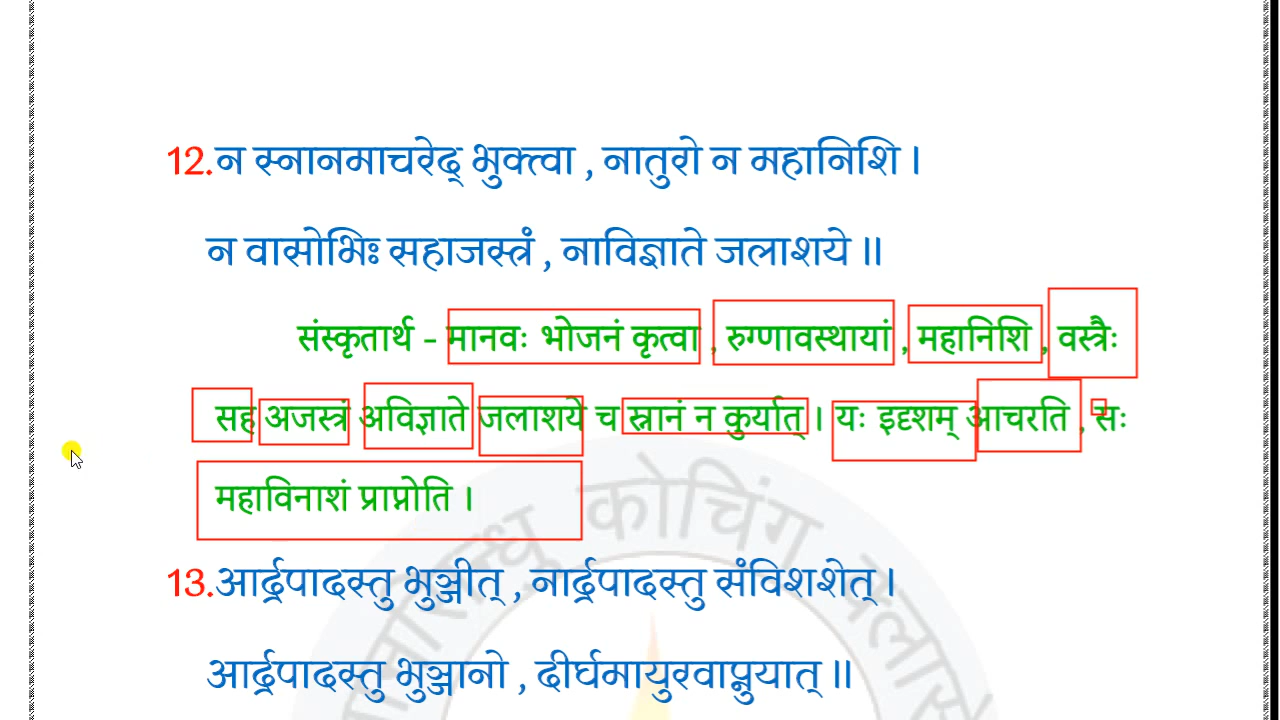 12.न स्नानमाचरेद् भुक्त्वा , नातुरो न महानिशि ।
न वासोभिः सहाजस्त्रं , नाविज्ञाते जलाशये ॥
संस्कृतार्थ - मानवः भोजनं कृत्वा , रुग्णावस्थायां , महानिशि , वस्त्रैः
सह अजस्त्रं अविज्ञाते जलाशये च स्नानं न कुर्यात् । यः इदृशम् आचरति , सः
महाविनाशं प्राप्नोति ।
कोचिंग
13.आर्द्रपादस्तु भुञ्जीत् , नार्द्रपादस्तु संविशशेत् ।
आर्द्रपादस्तु भुञ्जानो , दीर्घमायुरवाप्नुयात् ॥